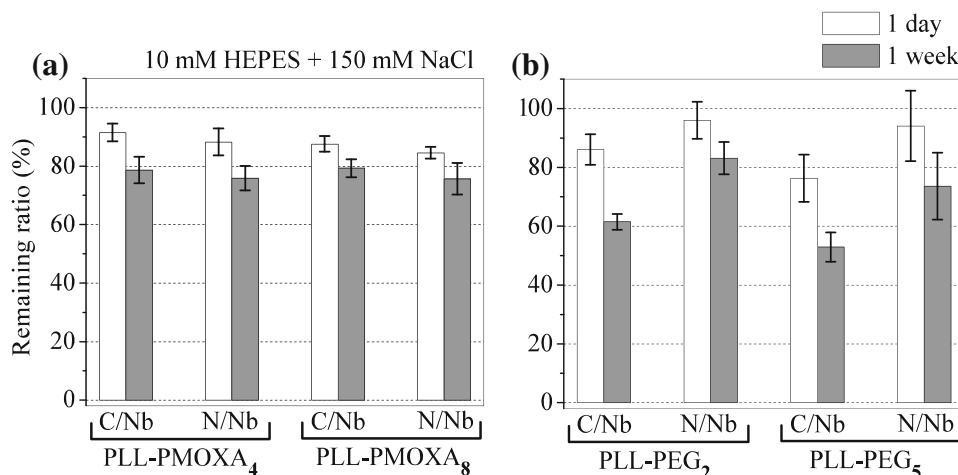 1 day
1 week
(a) 10 mM HEPES + 150 mM NaCl
(b)
Remaining ratio (%)
100
80
60
40
20
0
C/Nb N/Nb C/Nb N/Nb
PLL-PMOXA4 PLL-PMOXA8
100
80
60
40
20
0
C/Nb N/Nb C/Nb N/Nb
PLL-PEG2 PLL-PEG5